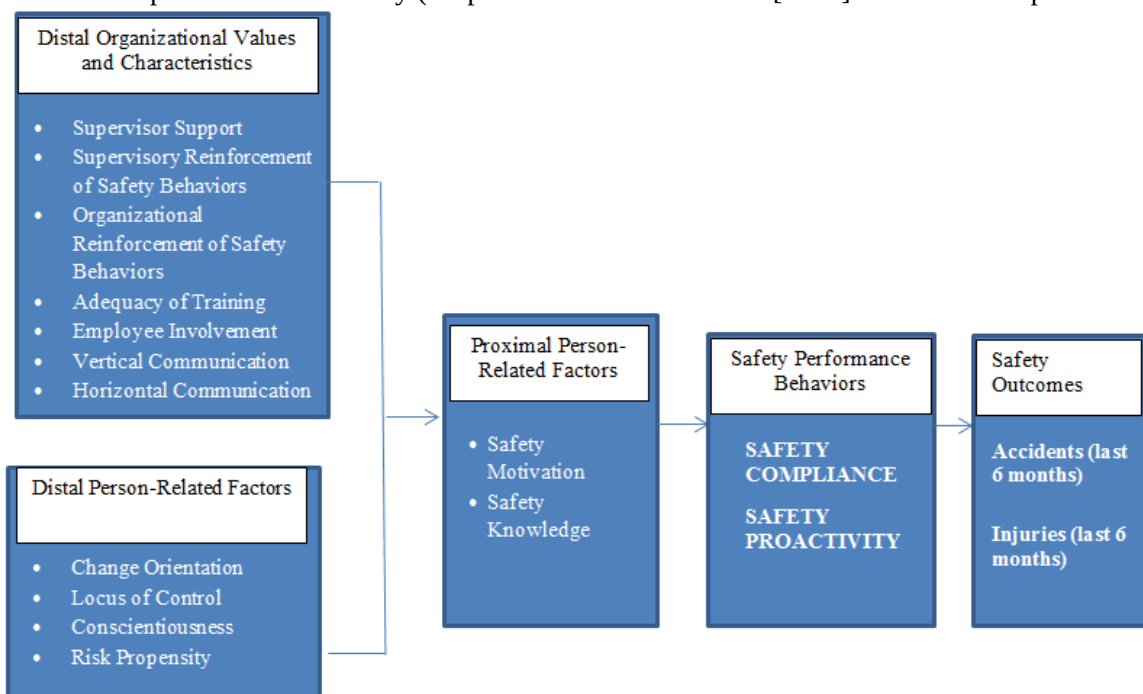 Distal Organizational Values
and Characteristics
• Supervisor Support
• Supervisory Reinforcement
of Safety Behaviors
• Organizational
Reinforcement of Safety
Behaviors
• Adequacy of Training
• Employee Involvement
• Vertical Communication
• Horizontal Communication
Distal Person-Related Factors
• Change Orientation
• Locus of Control
• Conscientiousness
• Risk Propensity
Proximal Person-
Related Factors
• Safety
Motivation
• Safety
Knowledge
Safety Performance
Behaviors
SAFETY
COMPLIANCE
SAFETY
PROACTIVITY
Safety
Outcomes
Accidents (last
6 months)
Injuries (last 6
months)